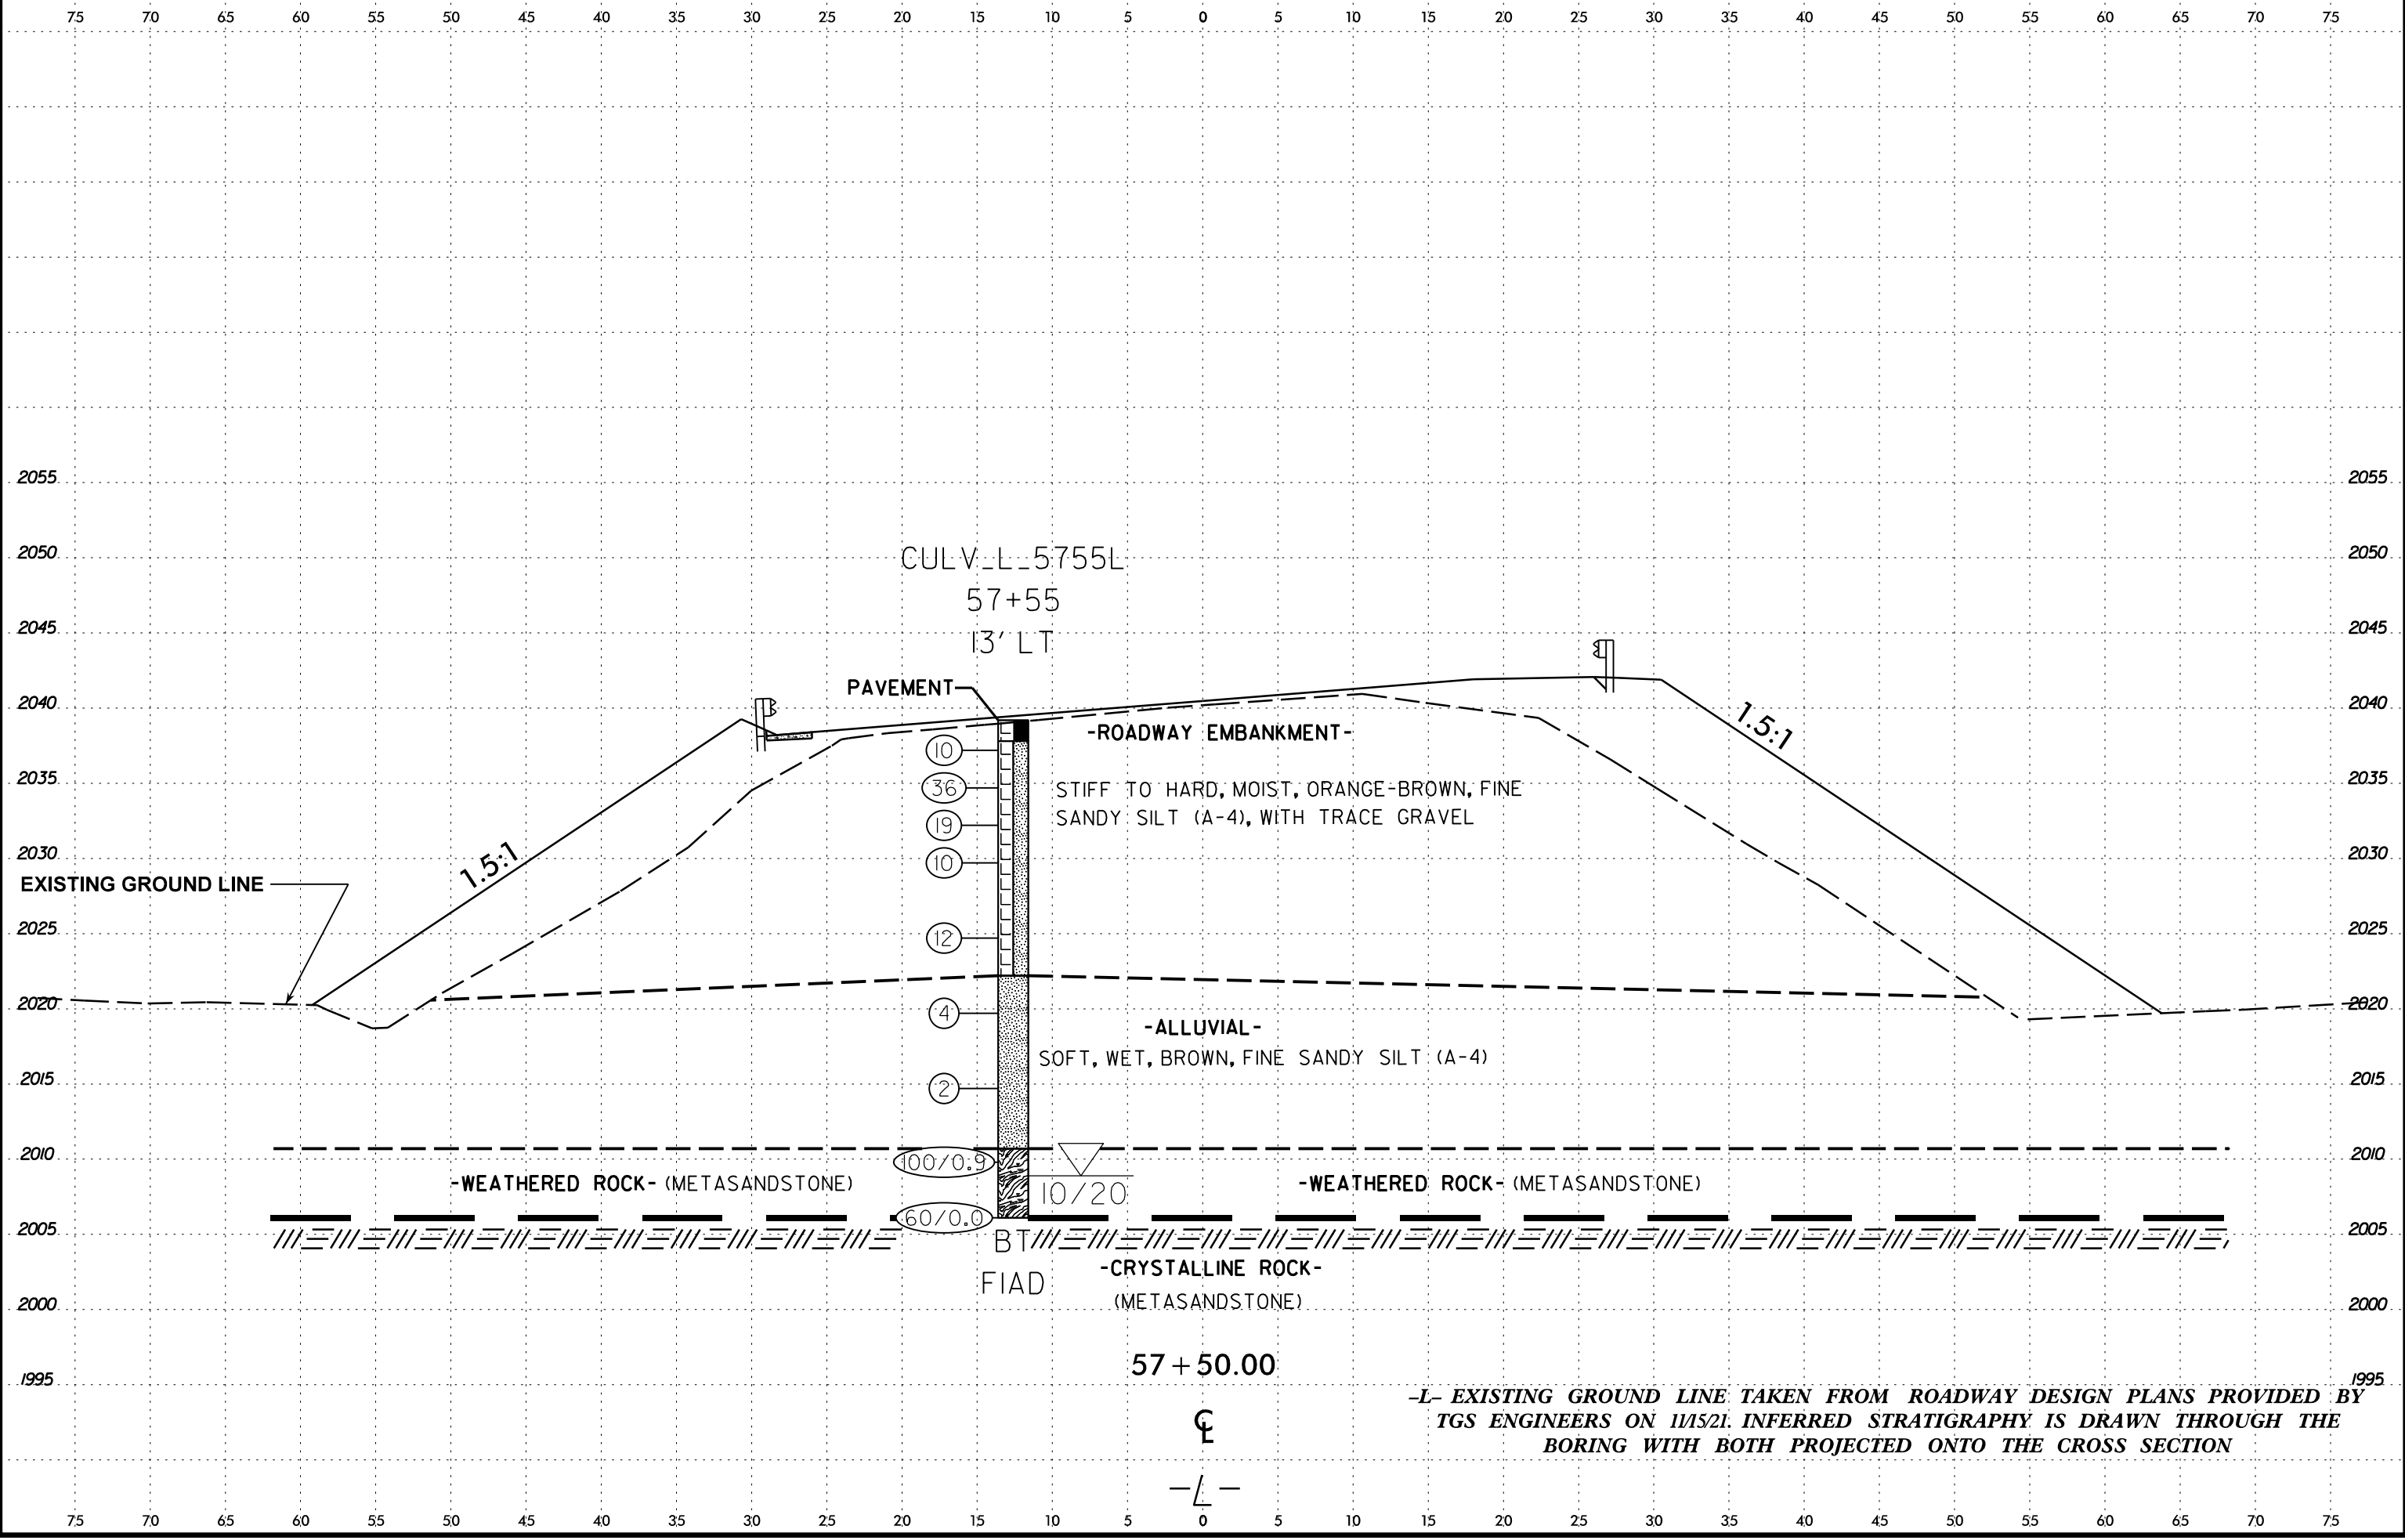 75 70 65 60 55 50 45 40 35 30 25 20 15 10 5 0 5 10 15 20 25 30 35 40 45 50 55 60 65 70 75
2055 2055
2050 2050
CULV_L_5755L
57+55
2045 2045
13' LT
PAVEMENT
2040 2040
1.5:1
-ROADWAY EMBANKMENT-
10
2035 2035
36
STIFF TO HARD, MOIST, ORANGE-BROWN, FINE
SANDY SILT (A-4), WITH TRACE GRAVEL
19
2030 2030
10
1.5:1
EXISTING GROUND LINE
2025 2025
12
2020 2020
4
-ALLUVIAL-
SOFT, WET, BROWN, FINE SANDY SILT (A-4)
2015 2015
2
2010 2010
100/0.9
-WEATHERED ROCK- (METASANDSTONE)
10/20
-WEATHERED ROCK- (METASANDSTONE)
60/0.0
2005 2005
BT
-CRYSTALLINE ROCK-
FIAD
(METASANDSTONE)
2000 2000
57+50.00
1995 1995
-L- EXISTING GROUND LINE TAKEN FROM ROADWAY DESIGN PLANS PROVIDED BY
TGS ENGINEERS ON 11/15/21. INFERRED STRATIGRAPHY IS DRAWN THROUGH THE
BORING WITH BOTH PROJECTED ONTO THE CROSS SECTION
℄
-L-
75 70 65 60 55 50 45 40 35 30 25 20 15 10 5 0 5 10 15 20 25 30 35 40 45 50 55 60 65 70 75